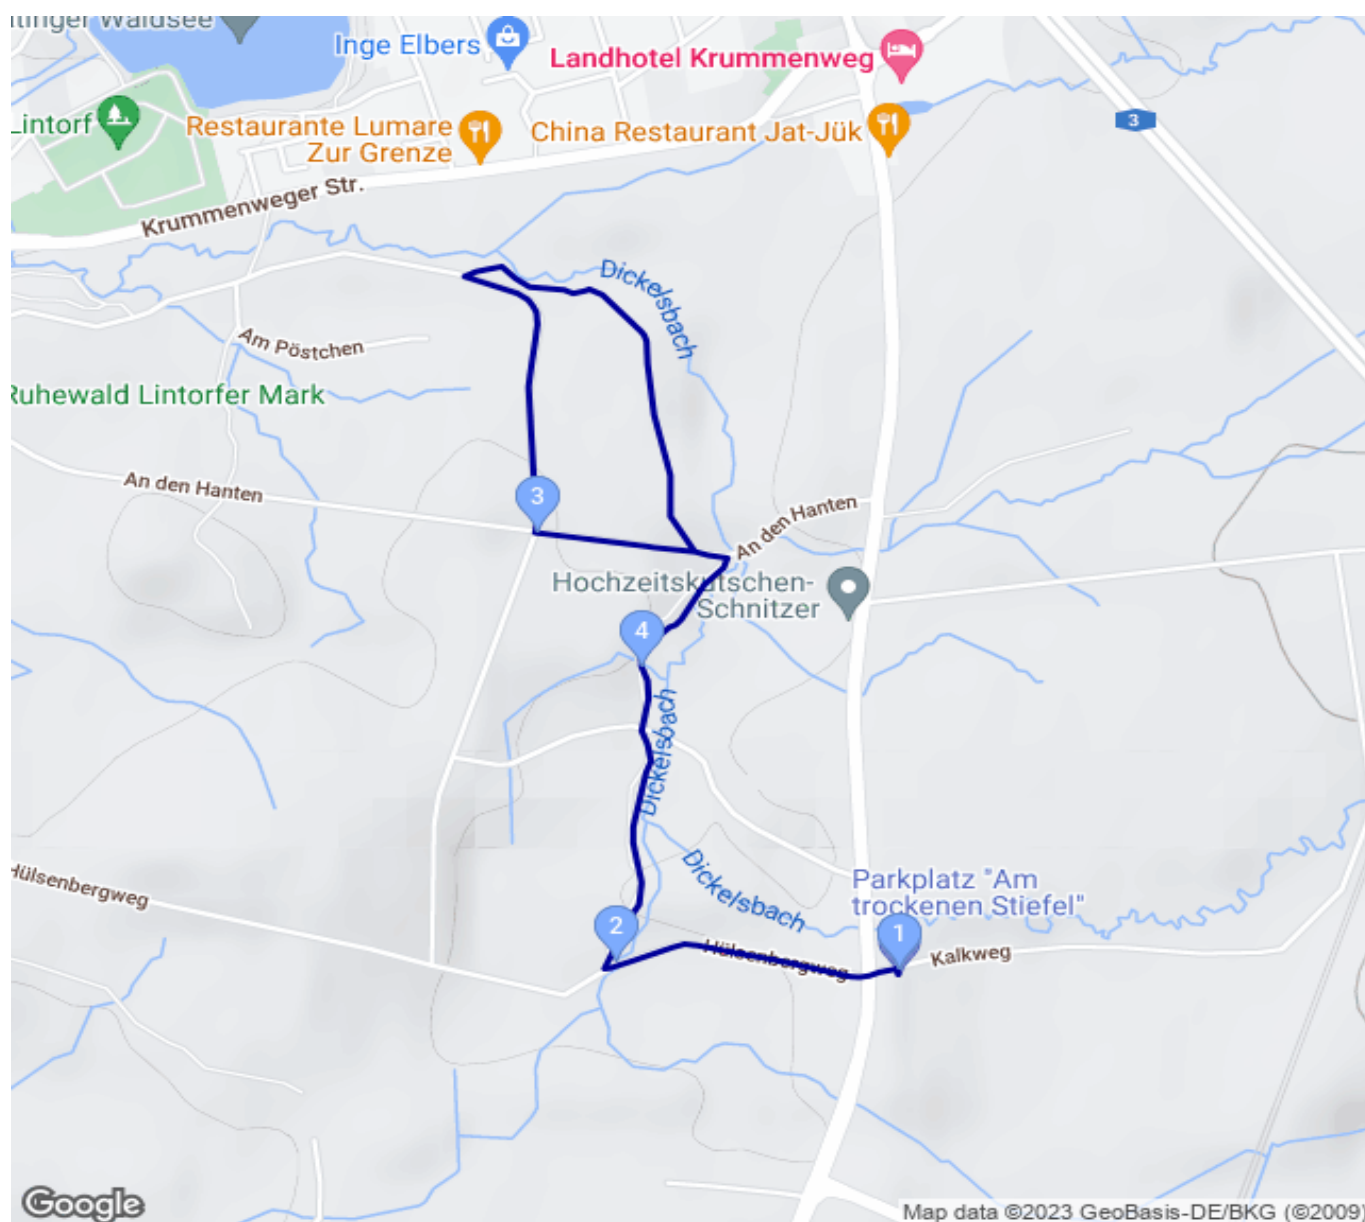 Waldsee
Inge Elbers
Landhotel Krummenweg
Lintorf
Restaurante Lumare
Zur Grenze
China Restaurant Jat-Jük
3
Krummenweger Str.
Dickelsbach
Am Pöstchen
Ruhewald Lintorfer Mark
An den Hanten
3
An den Hanten
Hochzeitskutschen-
Schnitzer
4
Dickelsbach
Hülsenbergweg
Dickelsbach
Parkplatz "Am
trockenen Stiefel"
2
1
Hülsenbergweg
Kalkweg
Google
Map data ©2023 GeoBasis-DE/BKG (©2009)